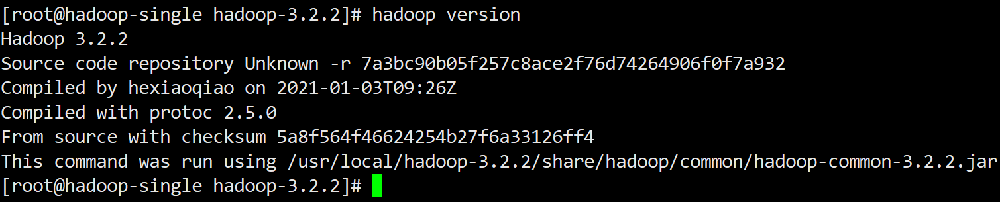 [root@hadoop-single hadoop-3.2.2]# hadoop version
Hadoop 3.2.2
Source code repository Unknown -r 7a3bc90b05f257c8ace2f76d74264906f0f7a932
Compiled by hexiaoqiao on 2021-01-03T09:26Z
Compiled with protoc 2.5.0
From source with checksum 5a8f564f46624254b27f6a33126ff4
This command was run using /usr/local/hadoop-3.2.2/share/hadoop/common/hadoop-common-3.2.2.jar
[root@hadoop-single hadoop-3.2.2]#